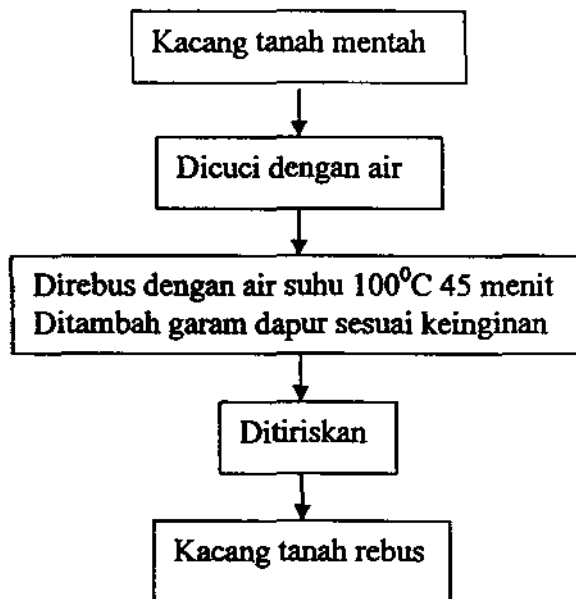 Kacang tanah mentah
Dicuci dengan air
Direbus dengan air suhu 100⁰C 45 menit
Ditambah garam dapur sesuai keinginan
Ditiriskan
Kacang tanah rebus